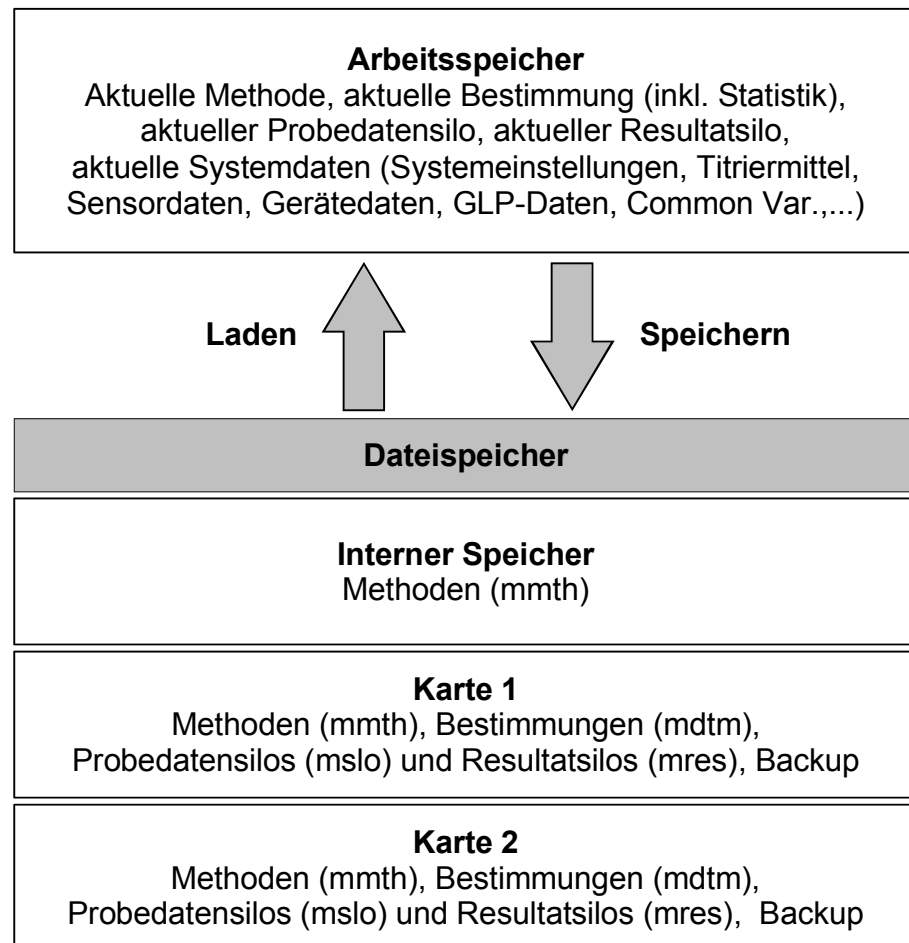 Arbeitsspeicher
Aktuelle Methode, aktuelle Bestimmung (inkl. Statistik),
aktueller Probedatensilo, aktueller Resultatsilo,
aktuelle Systemdaten (Systemeinstellungen, Titriermittel,
Sensordaten, Gerätedaten, GLP-Daten, Common Var.,...)
Laden
Speichern
Dateispeicher
Interner Speicher
Methoden (mmth)
Karte 1
Methoden (mmth), Bestimmungen (mdtm),
Probedatensilos (mslo) und Resultatsilos (mres), Backup
Karte 2
Methoden (mmth), Bestimmungen (mdtm),
Probedatensilos (mslo) und Resultatsilos (mres),  Backup